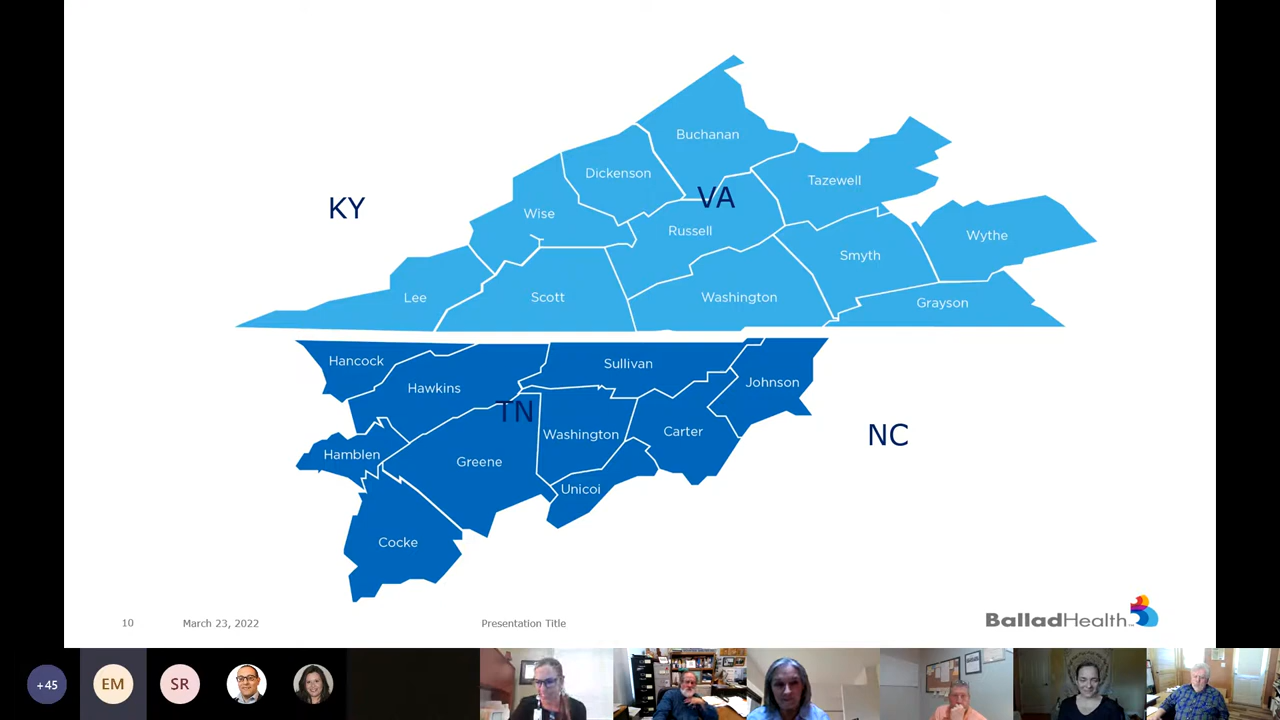 Buchanan
Dickenson
Tazewell
KY
VA
Wise
Russell
Wythe
Smyth
Lee
Scott
Washington
Grayson
Hancock
Sullivan
Hawkins
Johnson
TN
Washington
Carter
NC
Hamblen
Greene
Unicoi
Cocke
10
March 23, 2022
Presentation Title
BalladHealth
+45
EM
SR